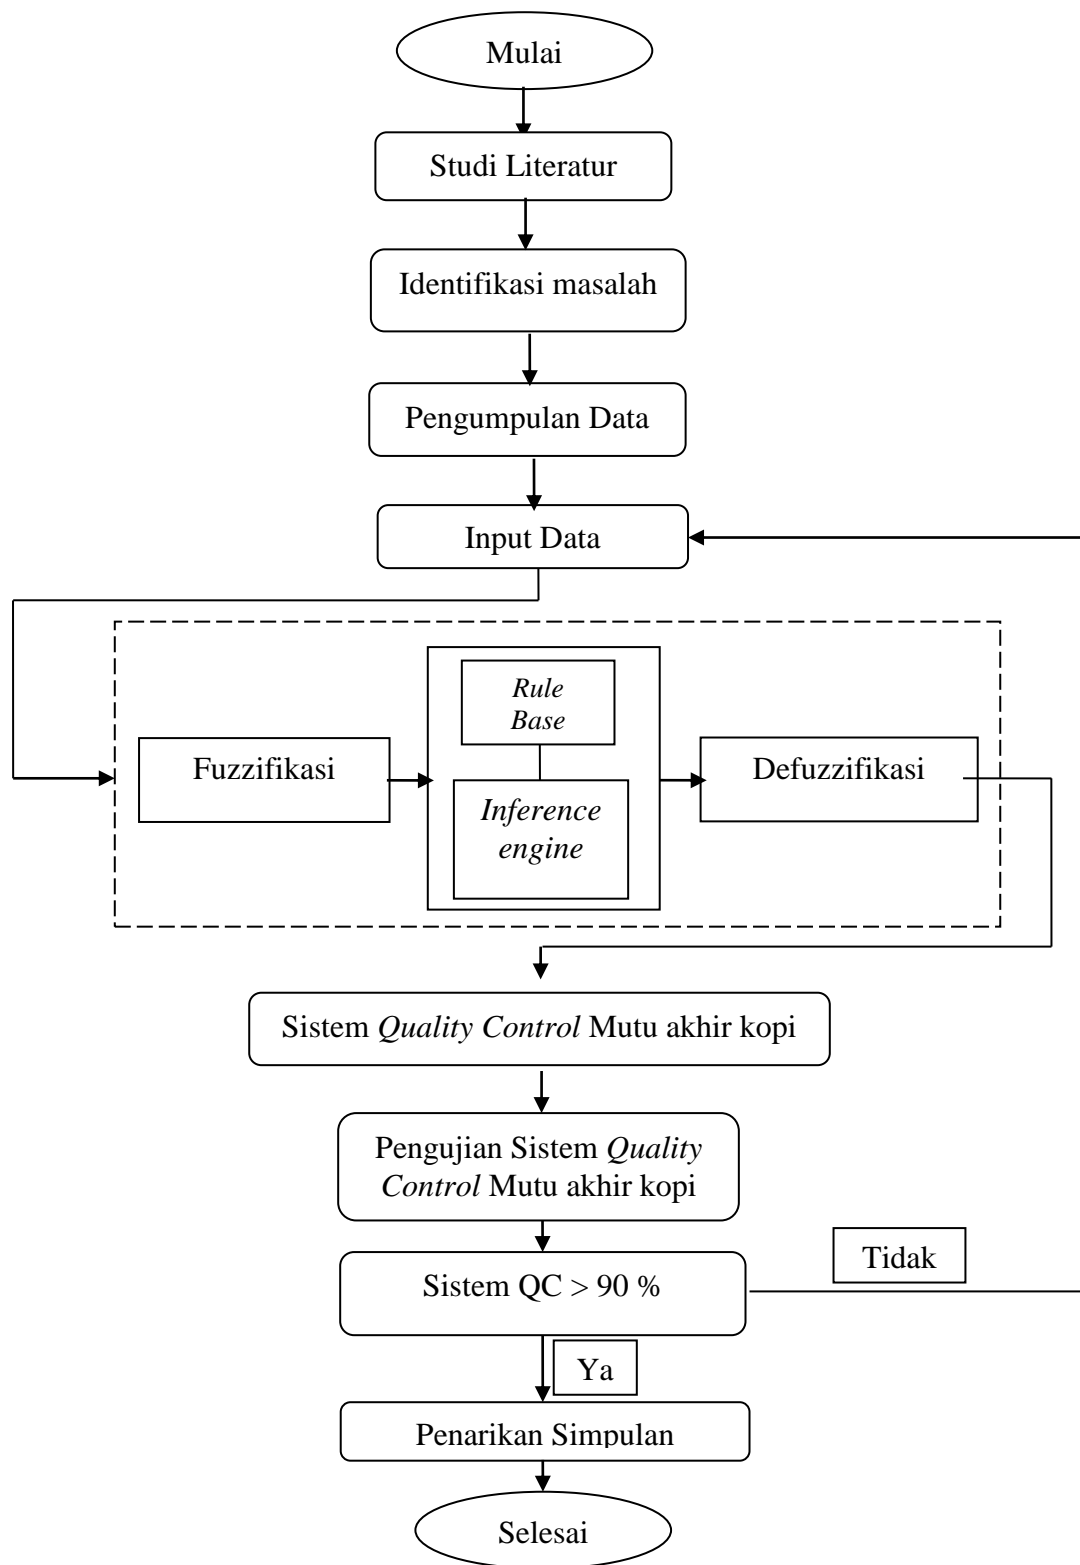 Mulai
Studi Literatur
Identifikasi masalah
Pengumpulan Data
Input Data
Rule
Base
Fuzzifikasi
Inference
engine
Defuzzifikasi
Sistem Quality Control Mutu akhir kopi
Pengujian Sistem Quality
Control Mutu akhir kopi
Sistem QC > 90 %
Tidak
Ya
Penarikan Simpulan
Selesai